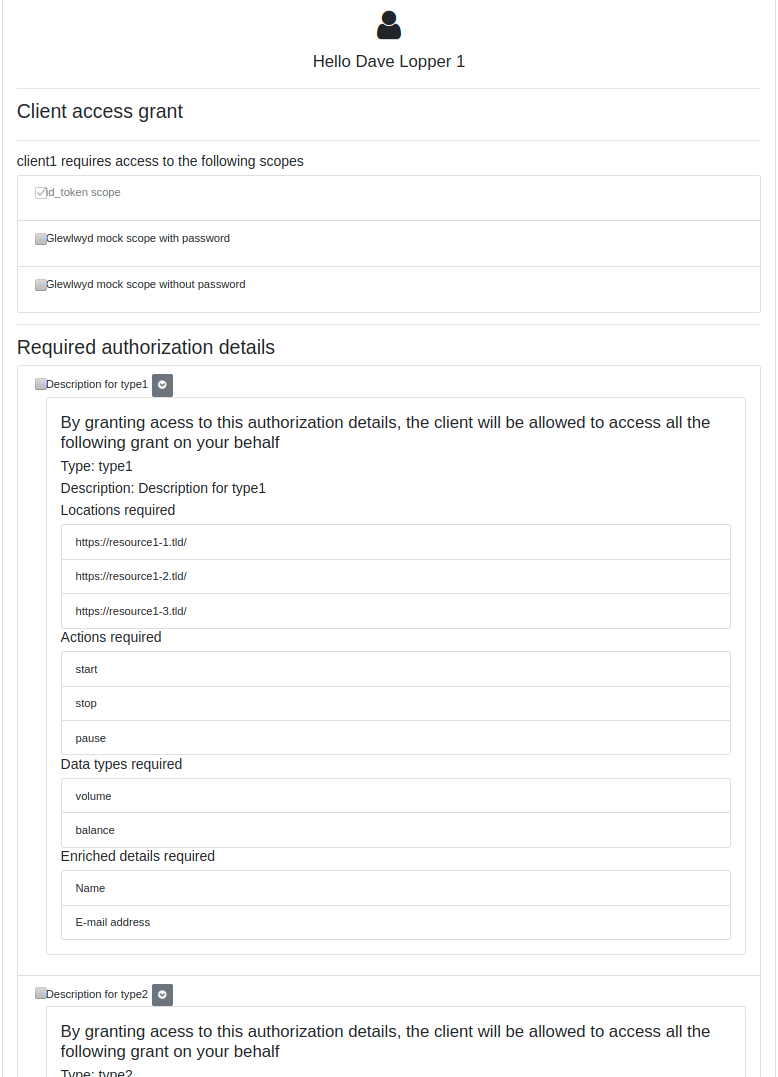 Hello Dave Lopper 1
Client access grant
client1 requires access to the following scopes
id_token scope
Glewlwyd mock scope with password
Glewlwyd mock scope without password
Required authorization details
Description for type1
By granting acess to this authorization details, the client will be allowed to access all the
following grant on your behalf
Type: type1
Description: Description for type1
Locations required
https://resource1-1.tld/
https://resource1-2.tld/
https://resource1-3.tld/
Actions required
start
stop
pause
Data types required
volume
balance
Enriched details required
Name
E-mail address
Description for type2
By granting acess to this authorization details, the client will be allowed to access all the
following grant on your behalf
Type: type2